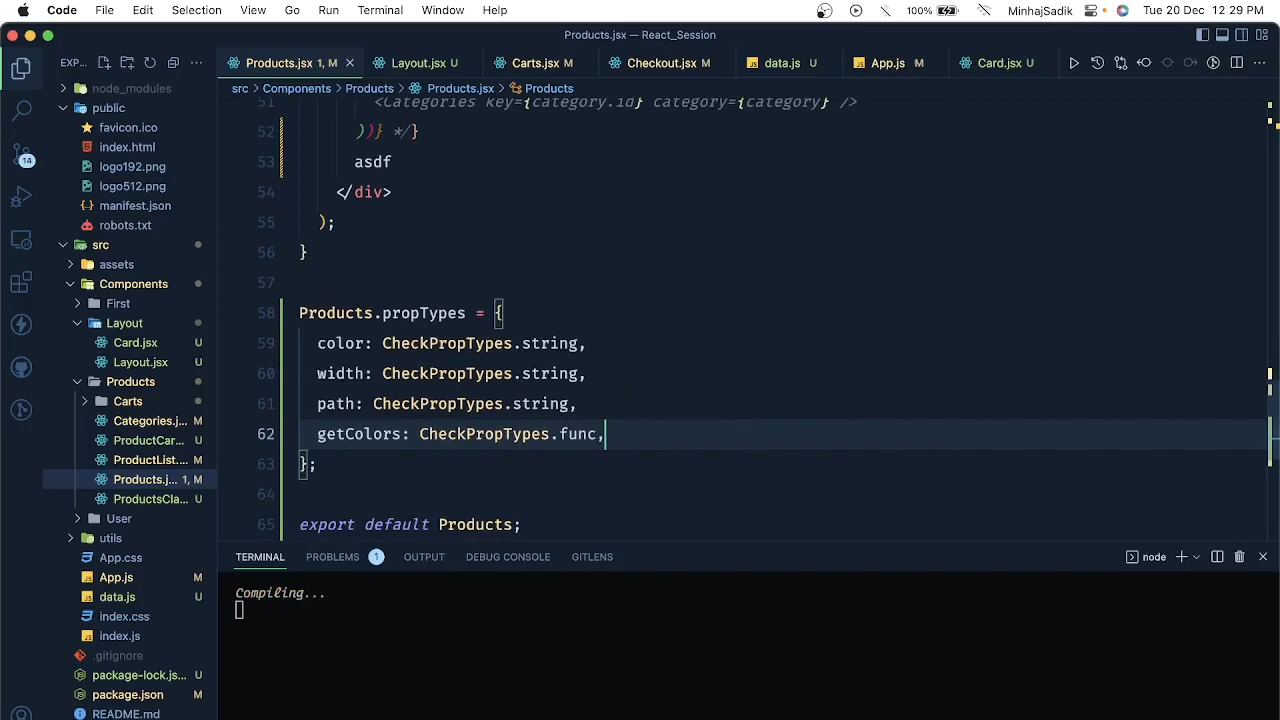 Code File Edit Selection View Go Run Terminal Window Help 100% MinhajSadik Tue 20 Dec 12:29 PM
Products.jsx — React_Session
EXP... Products.jsx 1, M Layout.jsx U Carts.jsx M Checkout.jsx M data.js U App.js M Card.jsx U
src > Components > Products > Products.jsx > Products
node_modules
public
favicon.ico
index.html
logo192.png
logo512.png
manifest.json
robots.txt
src
assets
Components
First
Layout
Card.jsx U
Layout.jsx U
Products
Carts
Categories.j... M
ProductCar... M
ProductList.... M
Products.j... 1, M
ProductsCla... U
User
utils
App.css
App.js M
data.js U
index.css
index.js
.gitignore
package-lock.js... U
package.json M
README.md
14
51 <Categories key={category.id} category={category} />
52 ))} */}
53 asdf
54 </div>
55 );
56 }
57
58 Products.propTypes = {
59 color: CheckPropTypes.string,
60 width: CheckPropTypes.string,
61 path: CheckPropTypes.string,
62 getColors: CheckPropTypes.func,
63 };
64
65 export default Products;
TERMINAL PROBLEMS 1 OUTPUT DEBUG CONSOLE GITLENS node
Compiling...